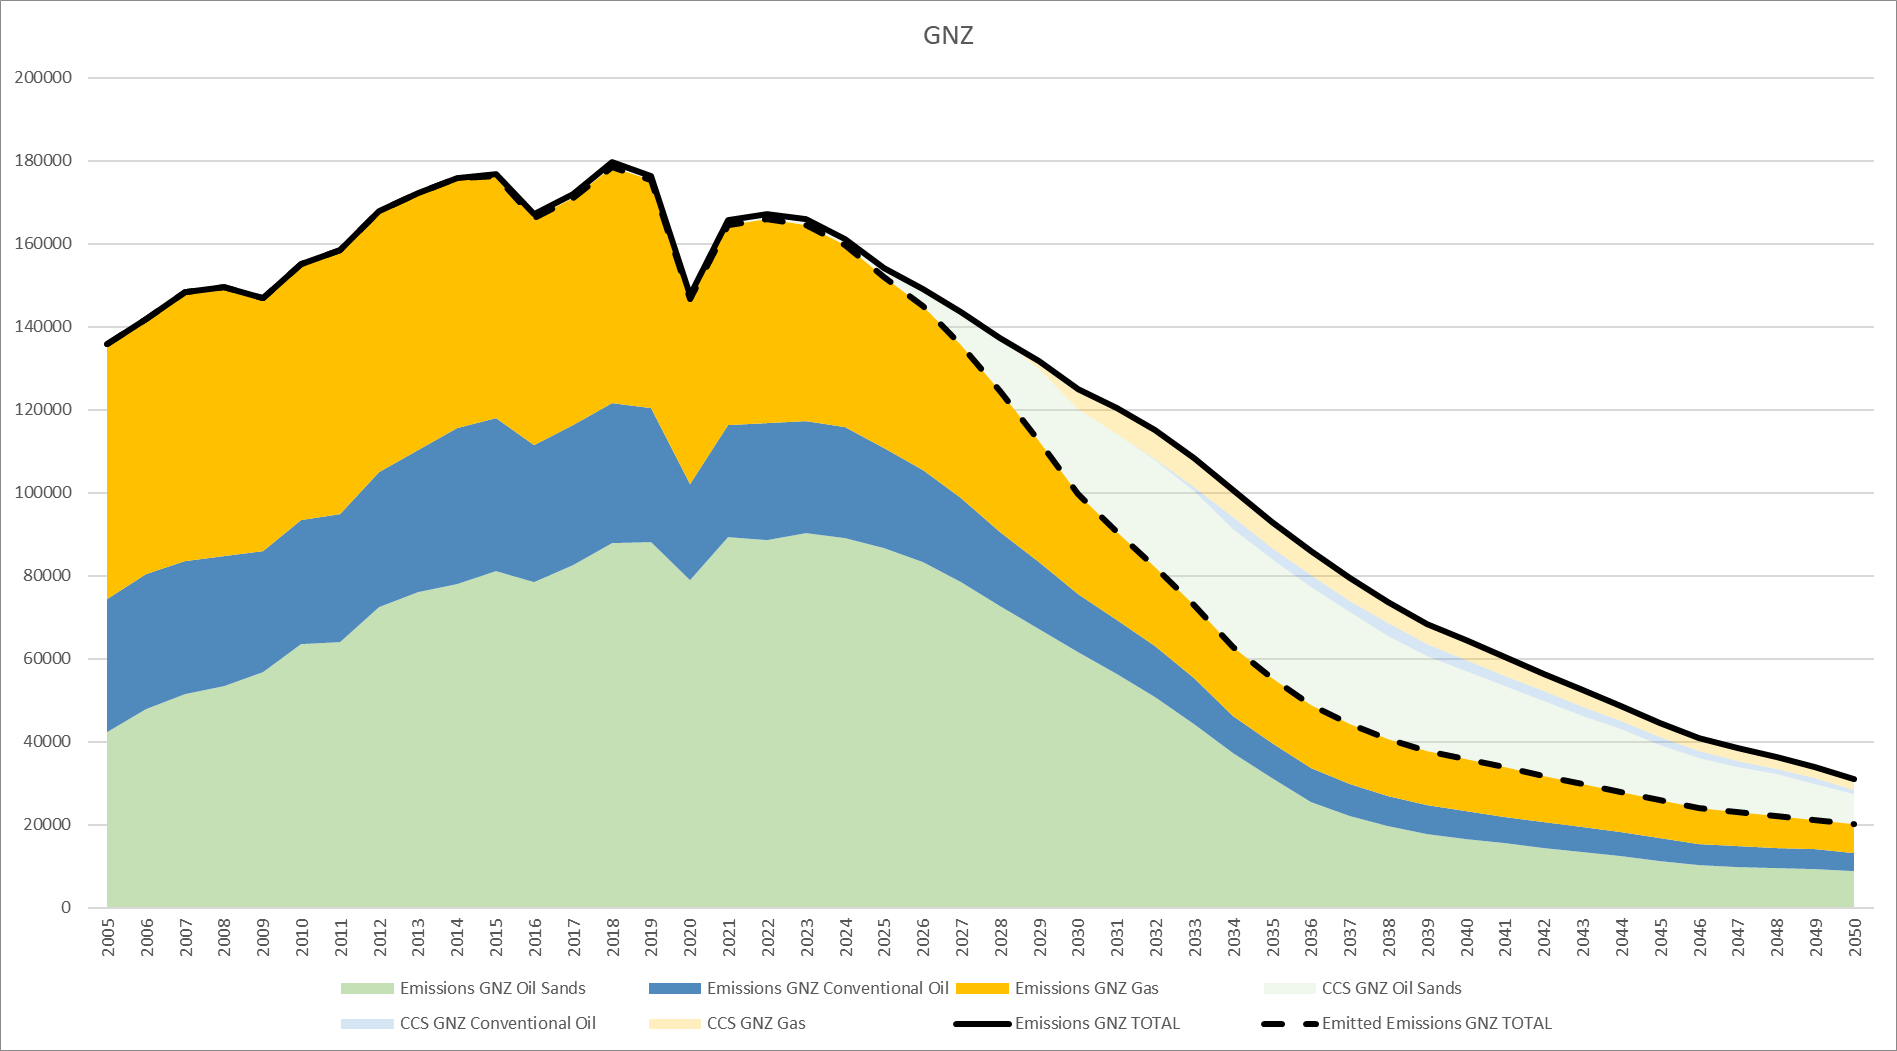 GNZ
200000
180000
160000
140000
120000
100000
80000
60000
40000
20000
0
2005 2006 2007 2008 2009 2010 2011 2012 2013 2014 2015 2016 2017 2018 2019 2020 2021 2022 2023 2024 2025 2026 2027 2028 2029 2030 2031 2032 2033 2034 2035 2036 2037 2038 2039 2040 2041 2042 2043 2044 2045 2046 2047 2048 2049 2050
Emissions GNZ Oil Sands Emissions GNZ Conventional Oil Emissions GNZ Gas CCS GNZ Oil Sands
CCS GNZ Conventional Oil CCS GNZ Gas Emissions GNZ TOTAL Emitted Emissions GNZ TOTAL